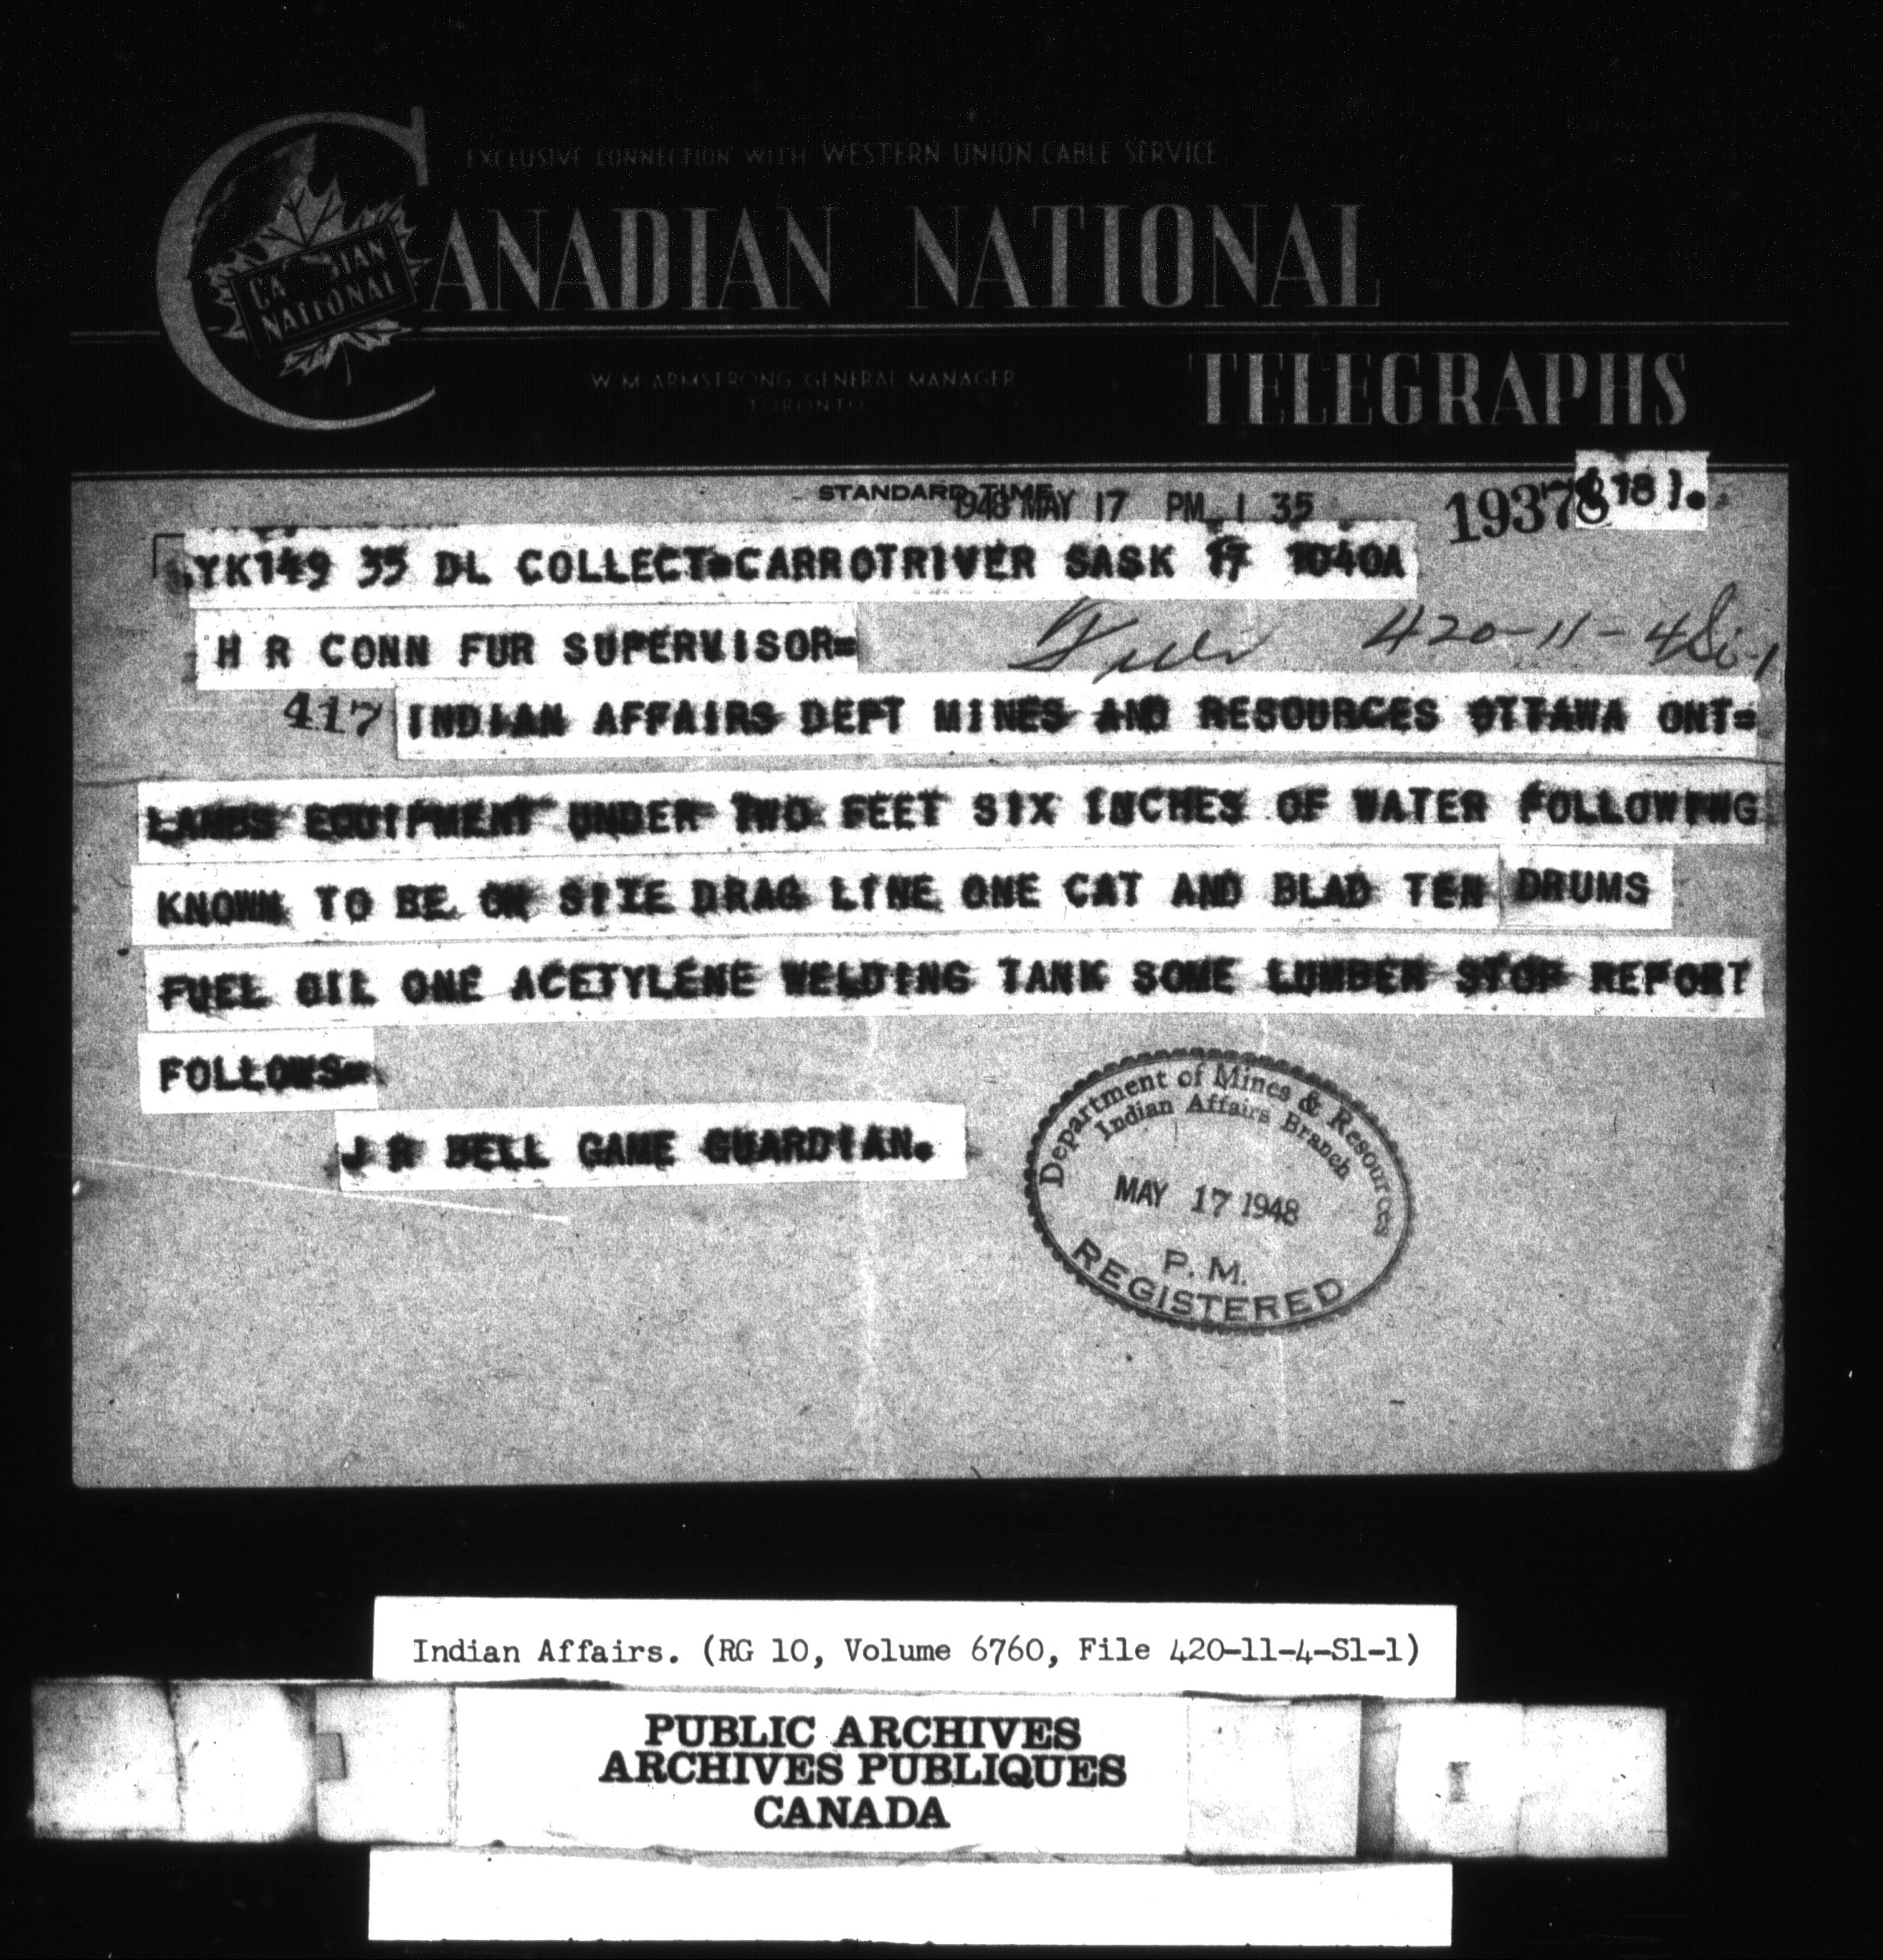 EXCLUSIVE CONNECTION WITH WESTERN UNION CABLE SERVICE
CANADIAN NATIONAL
CANADIAN NATIONAL
TELEGRAPHS
W M ARMSTRONG GENERAL MANAGER
TORONTO
STANDARD TIME
1948 MAY 17 PM 1 35
19378
YK149 35 DL COLLECT=CARROTRIVER SASK 17 1040A
H R CONN FUR SUPERVISOR=
420-11-4
417 INDIAN AFFAIRS DEPT MINES AND RESOURCES OTTAWA ONT=
LAMBS EQUIPMENT UNDER TWO FEET SIX INCHES OF WATER FOLLOWING
KNOWN TO BE ON SITE DRAG LINE ONE CAT AND BLAD TEN DRUMS
FUEL OIL ONE ACETYLENE WELDING TANK SOME LUMBER STOP REPORT
FOLLOWS=
J R BELL GAME GUARDIAN.
Department of Mines & Resources
Indian Affairs Branch
MAY 17 1948
P. M.
REGISTERED
Indian Affairs. (RG 10, Volume 6760, File 420-11-4-S1-1)
PUBLIC ARCHIVES
ARCHIVES PUBLIQUES
CANADA